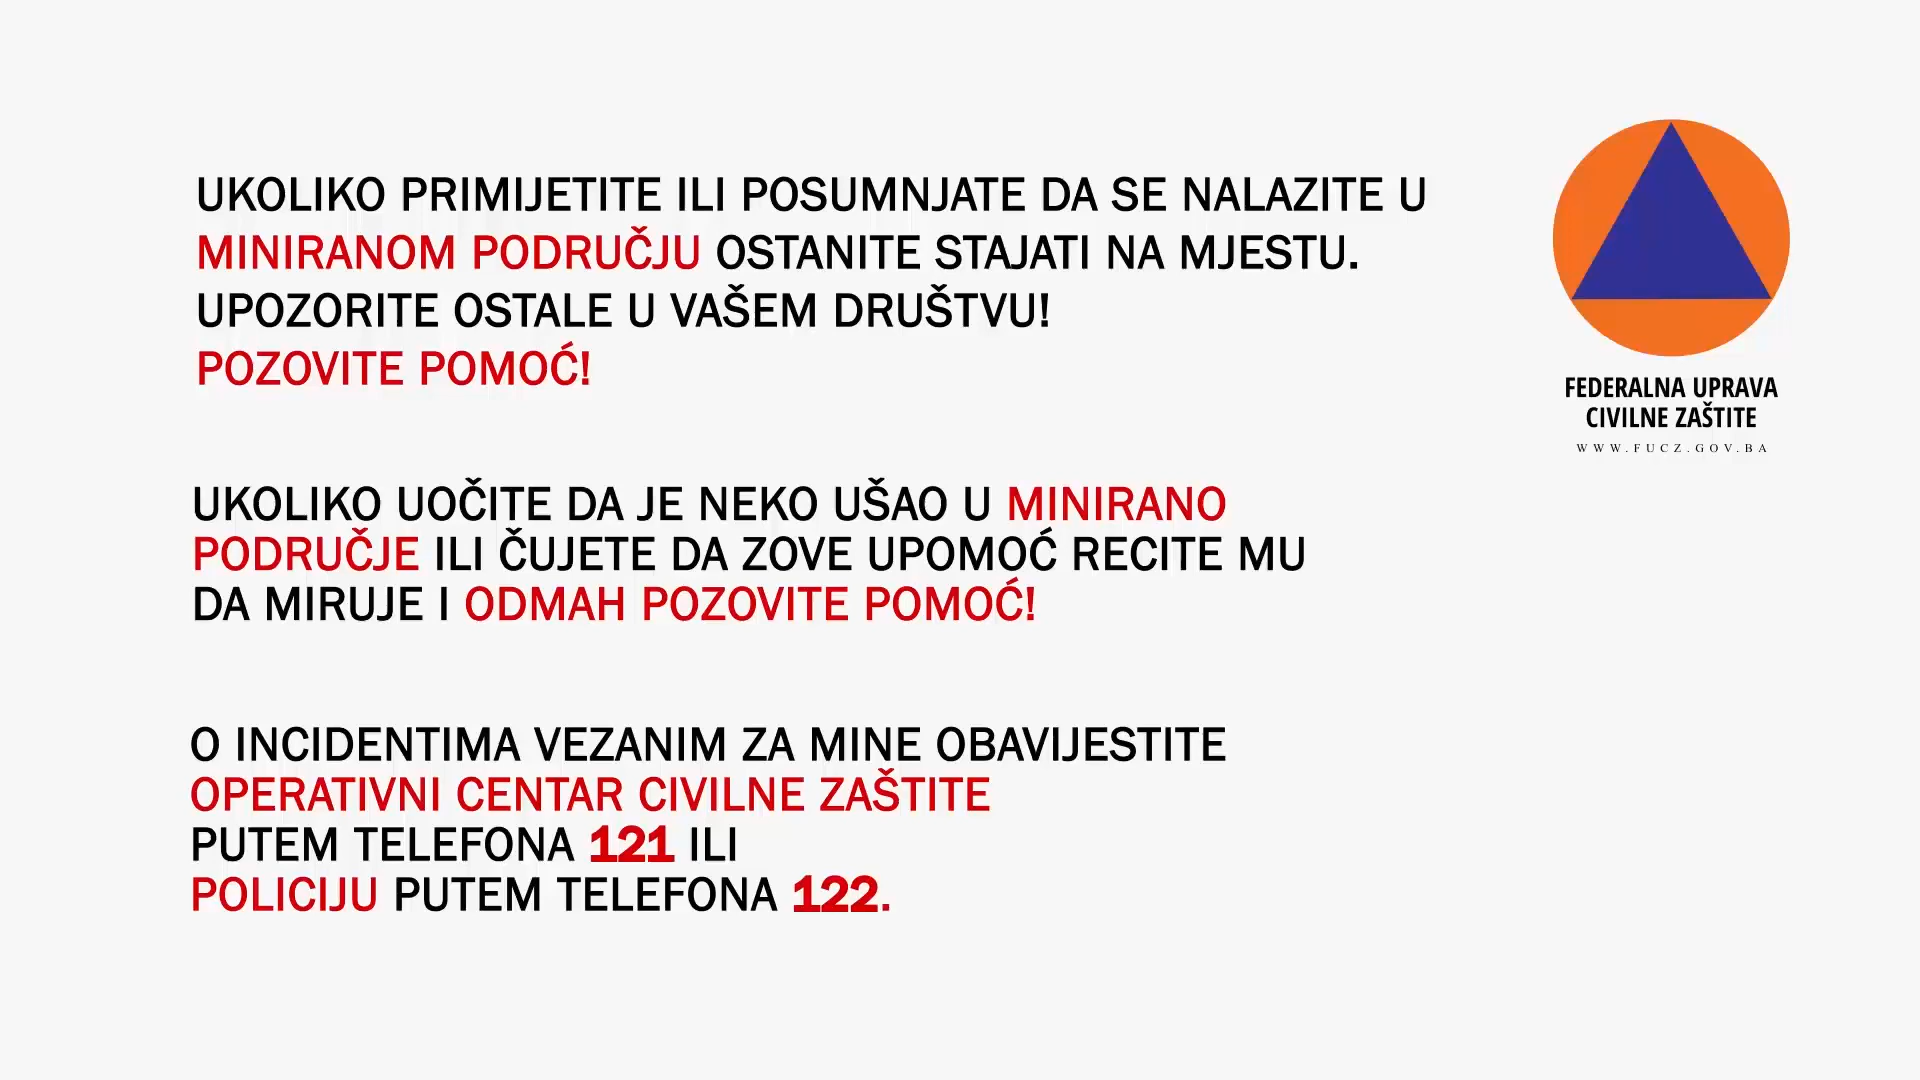 UKOLIKO PRIMIJETITE ILI POSUMNJATE DA SE NALAZITE U
MINIRANOM PODRUČJU OSTANITE STAJATI NA MJESTU.
UPOZORITE OSTALE U VAŠEM DRUŠTVU!
POZOVITE POMOĆ!
UKOLIKO UOČITE DA JE NEKO UŠAO U MINIRANO
PODRUČJE ILI ČUJETE DA ZOVE UPOMOĆ RECITE MU
DA MIRUJE I ODMAH POZOVITE POMOĆ!
O INCIDENTIMA VEZANIM ZA MINE OBAVIJESTITE
OPERATIVNI CENTAR CIVILNE ZAŠTITE
PUTEM TELEFONA 121 ILI
POLICIJU PUTEM TELEFONA 122.
FEDERALNA UPRAVA
CIVILNE ZAŠTITE
WWW.FUCZ.GOV.BA